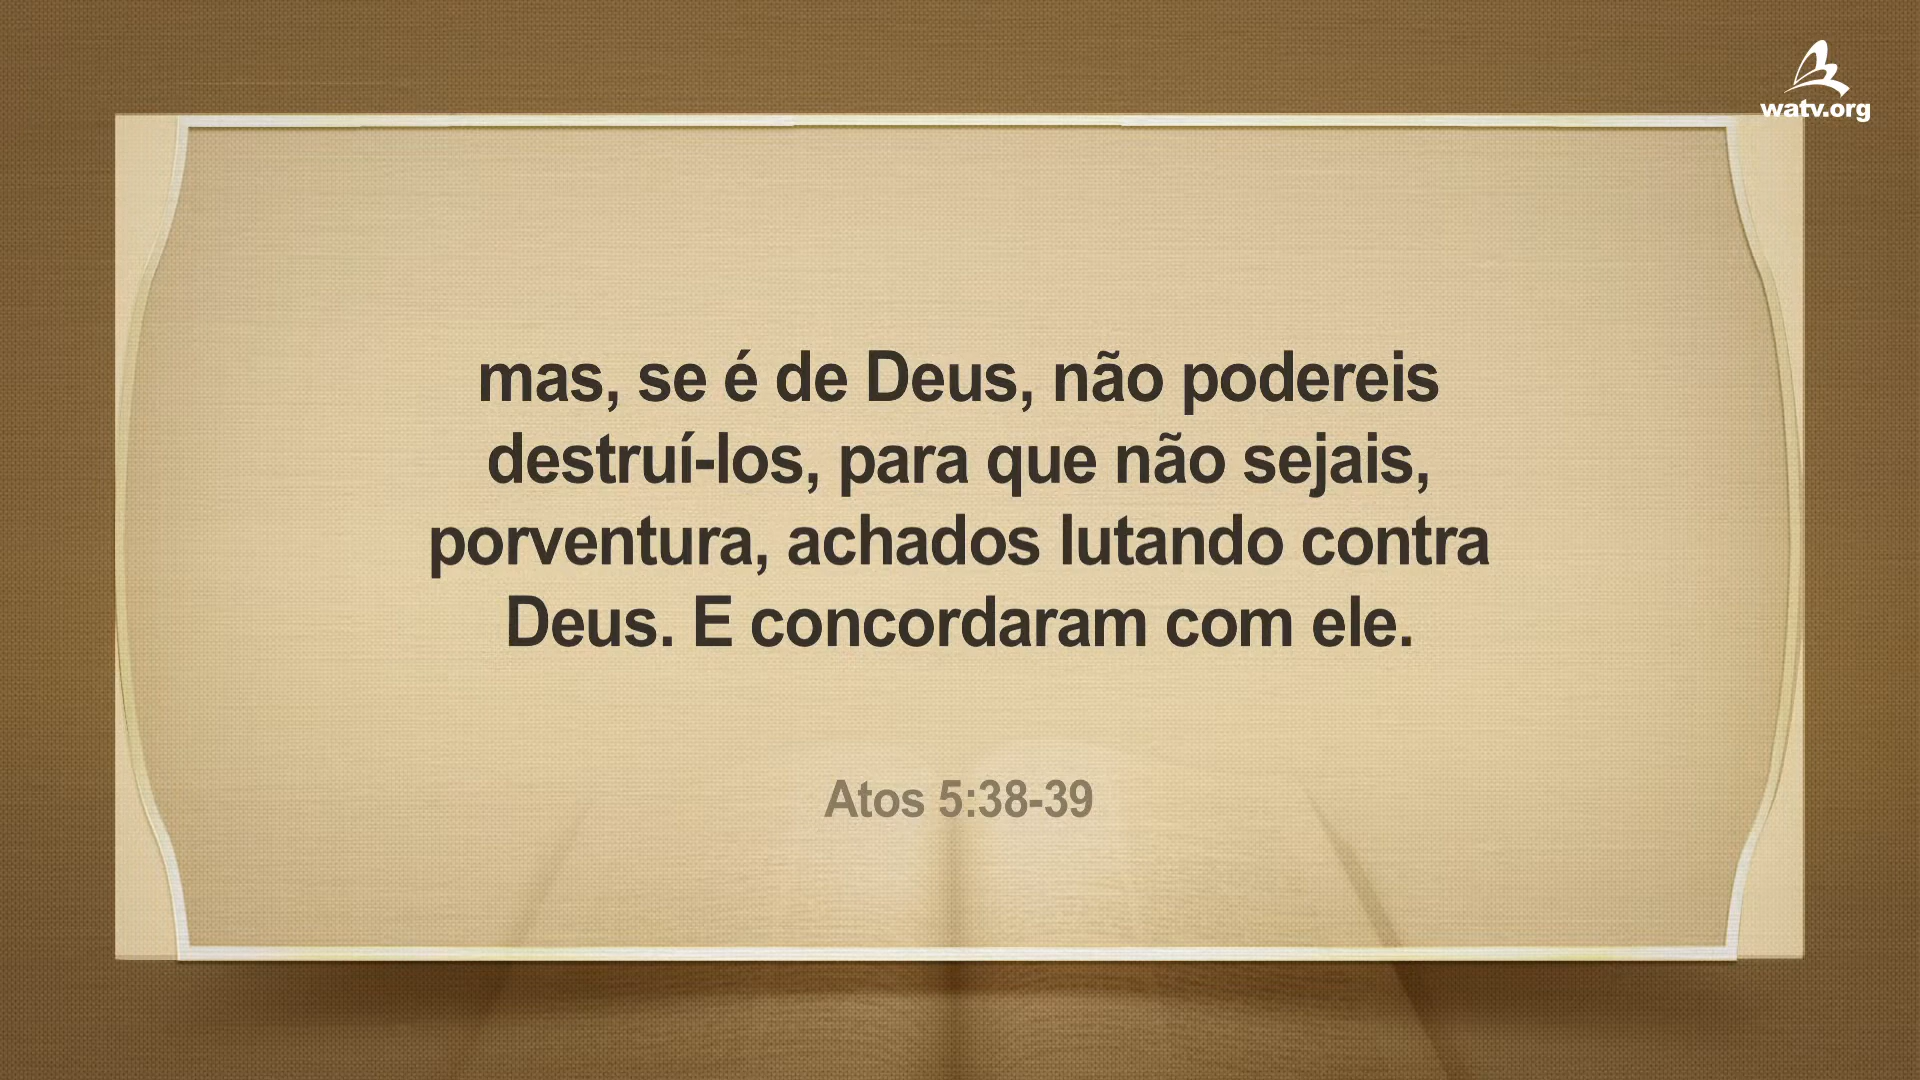 watv.org
mas, se é de Deus, não podereis
destruí-los, para que não sejais,
porventura, achados lutando contra
Deus. E concordaram com ele.
Atos 5:38-39